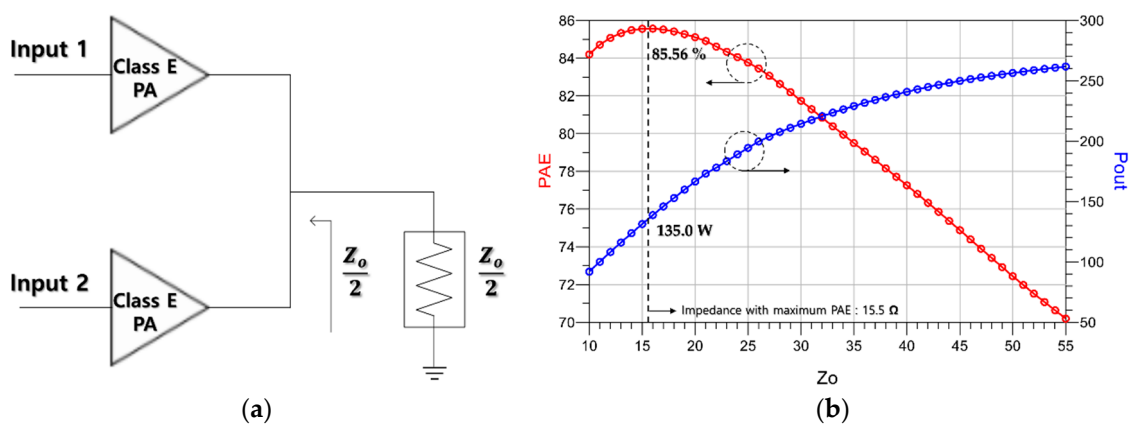 Input 1
Class E
PA
Input 2
Class E
PA
Z_o
2
Z_o
2
(a)
86
84
82
80
78
76
74
72
70
PAE
300
250
200
150
100
50
Pout
85.56 %
135.0 W
Impedance with maximum PAE : 15.5 Ω
10 15 20 25 30 35 40 45 50 55
Zo
(b)